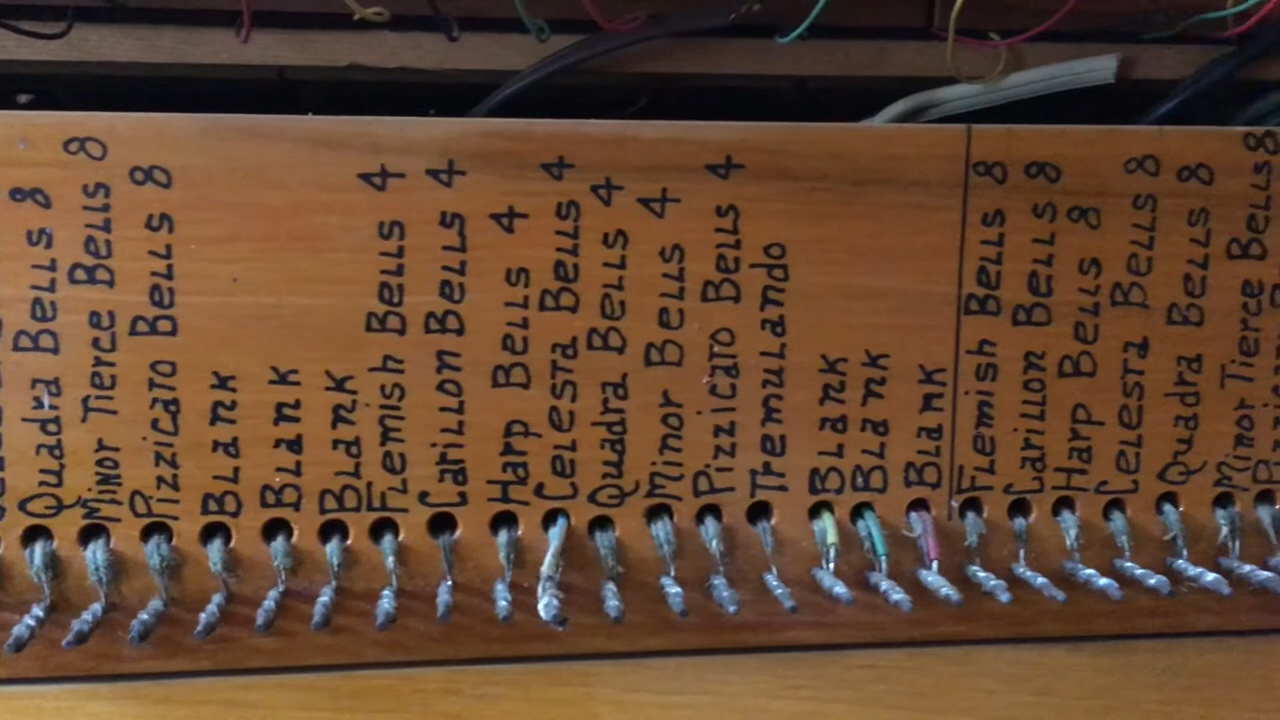 Quadra Bells 8
Minor Tierce Bells 8
Pizzicato Bells 8
Blank
Blank
Blank
Flemish Bells 4
Carillon Bells 4
Harp Bells 4
Celesta Bells 4
Quadra Bells 4
Minor Bells 4
Pizzicato Bells 4
Tremulando
Blank
Blank
Blank
Flemish Bells 8
Carillon Bells 8
Harp Bells 8
Celesta Bells 8
Quadra Bells 8
Minor Tierce Bells 8